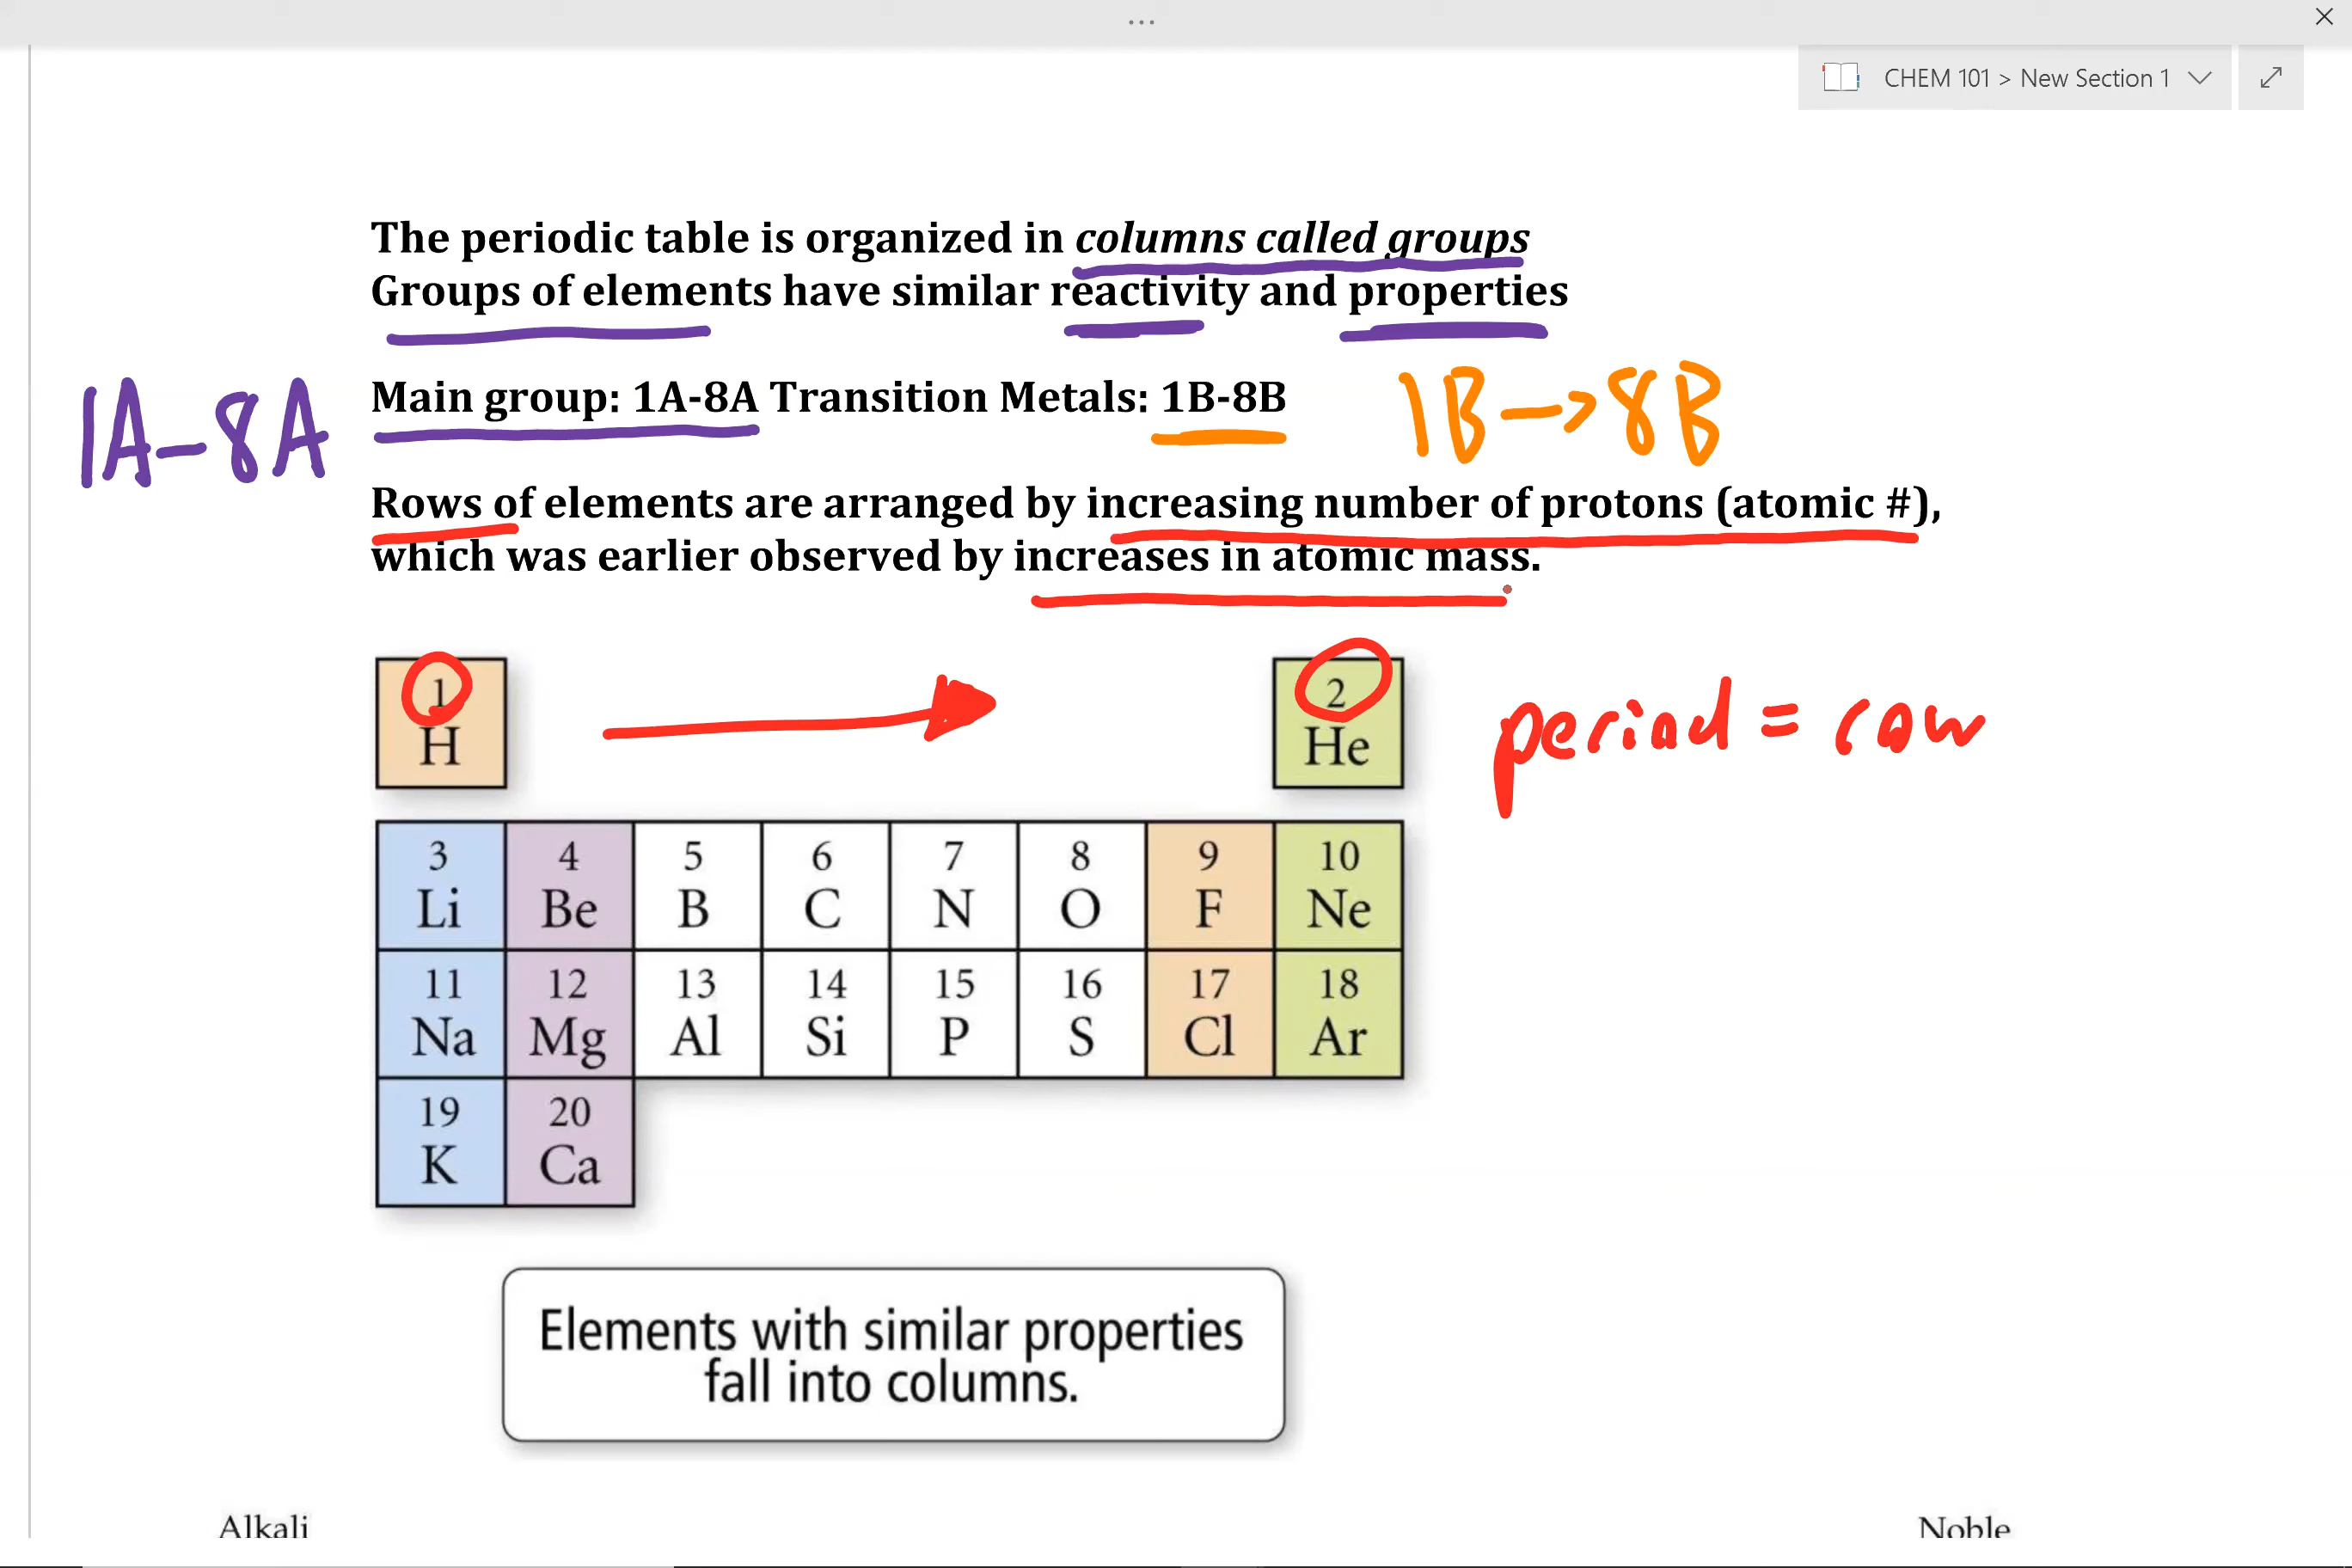 CHEM 101 > New Section 1
The periodic table is organized in columns called groups
Groups of elements have similar reactivity and properties
1A-8A
Main group: 1A-8A Transition Metals: 1B-8B
1B→8B
Rows of elements are arranged by increasing number of protons (atomic #),
which was earlier observed by increases in atomic mass.
1 2
H He
period = row
3 4 5 6 7 8 9 10
Li Be B C N O F Ne
11 12 13 14 15 16 17 18
Na Mg Al Si P S Cl Ar
19 20
K Ca
Elements with similar properties
fall into columns.
Alkali Noble